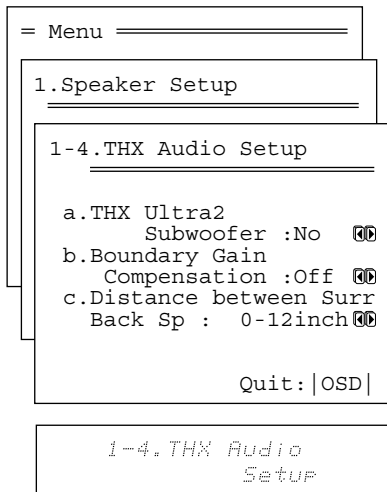 = Menu
1.Speaker Setup
1-4.THX Audio Setup
a.THX Ultra2
Subwoofer :No
b.Boundary Gain
Compensation :Off
c.Distance between Surr
Back Sp : 0-12inch
Quit:|OSD|
1-4.THX Audio
Setup